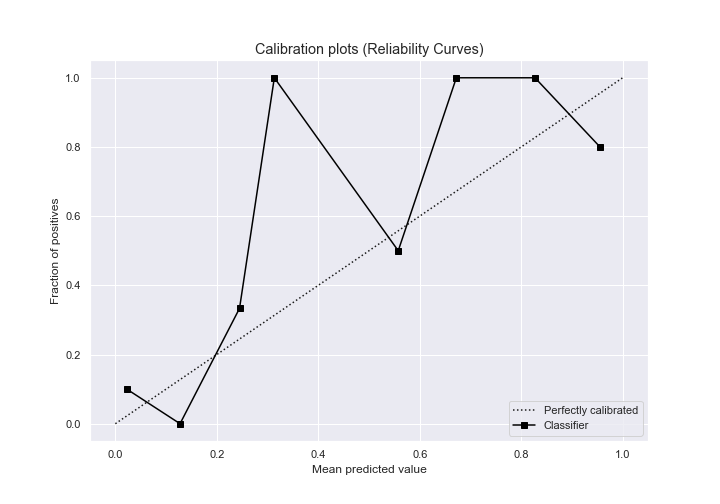 Calibration plots (Reliability Curves)
1.0
0.8
0.6
0.4
0.2
0.0
Fraction of positives
0.0 0.2 0.4 0.6 0.8 1.0
Mean predicted value
Perfectly calibrated
Classifier